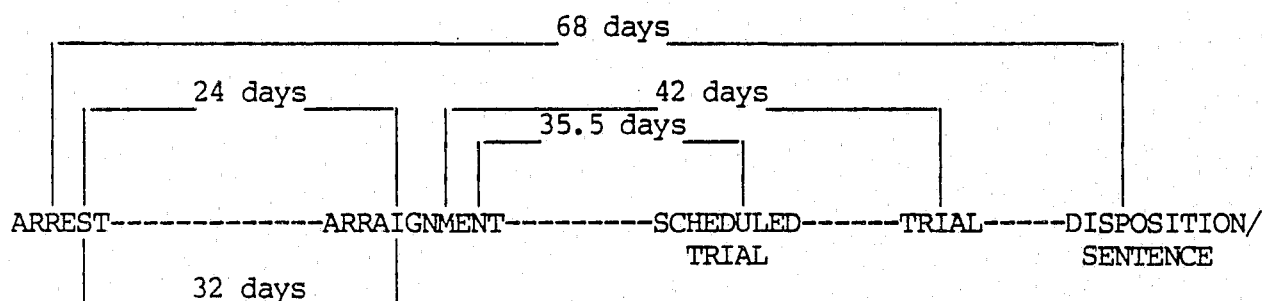 68 days
24 days 42 days
35.5 days
ARREST-------------ARRAIGNMENT---------SCHEDULED------TRIAL-----DISPOSITION/
TRIAL SENTENCE
32 days